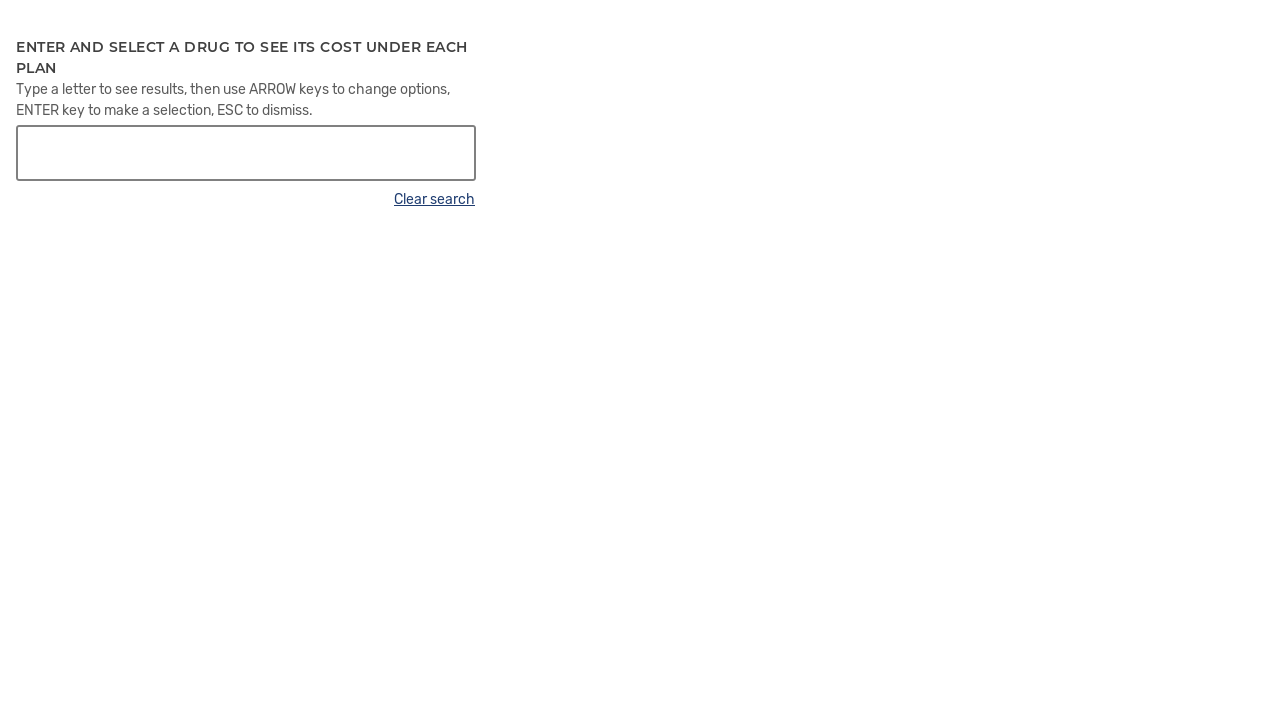 ENTER AND SELECT A DRUG TO SEE ITS COST UNDER EACH
PLAN
Type a letter to see results, then use ARROW keys to change options,
ENTER key to make a selection, ESC to dismiss.
Clear search